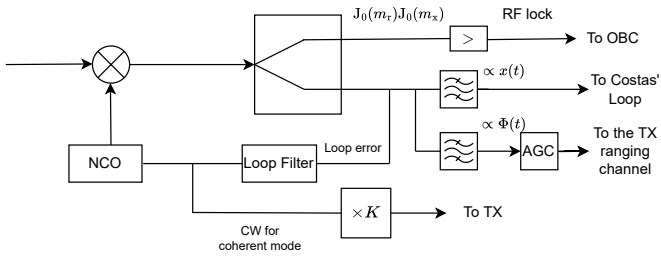 J₀(mᵣ)J₀(mₓ)
RF lock
>
To OBC
∝ x(t)
To Costas'
Loop
∝ Φ(t)
To the TX
ranging
channel
AGC
Loop error
NCO
Loop Filter
×K
To TX
CW for
coherent mode